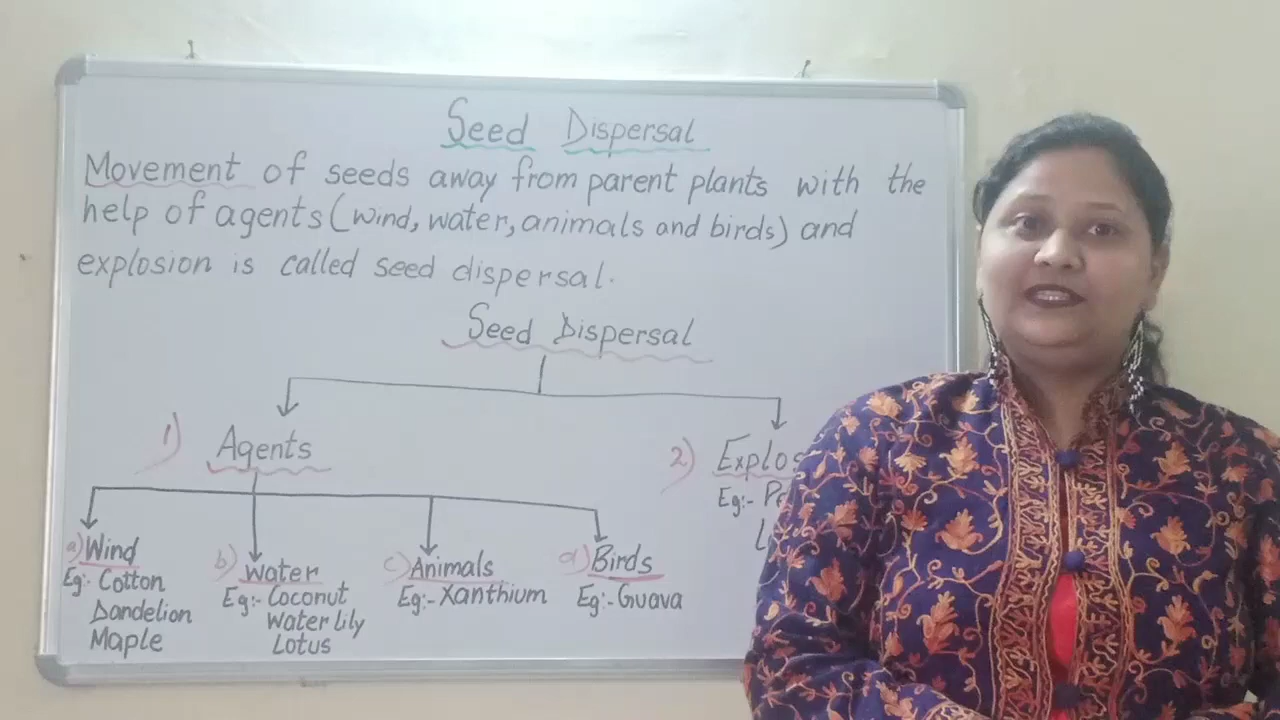 Seed Dispersal
Movement of seeds away from parent plants with the
help of agents (wind, water, animals and birds) and
explosion is called seed dispersal.
Seed Dispersal
1) Agents
2) Explos
Eg:-
a) Wind
Eg:- Cotton
Dandelion
Maple
b) Water
Eg:- Coconut
Water lily
Lotus
c) Animals
Eg:- Xanthium
d) Birds
Eg:- Guava